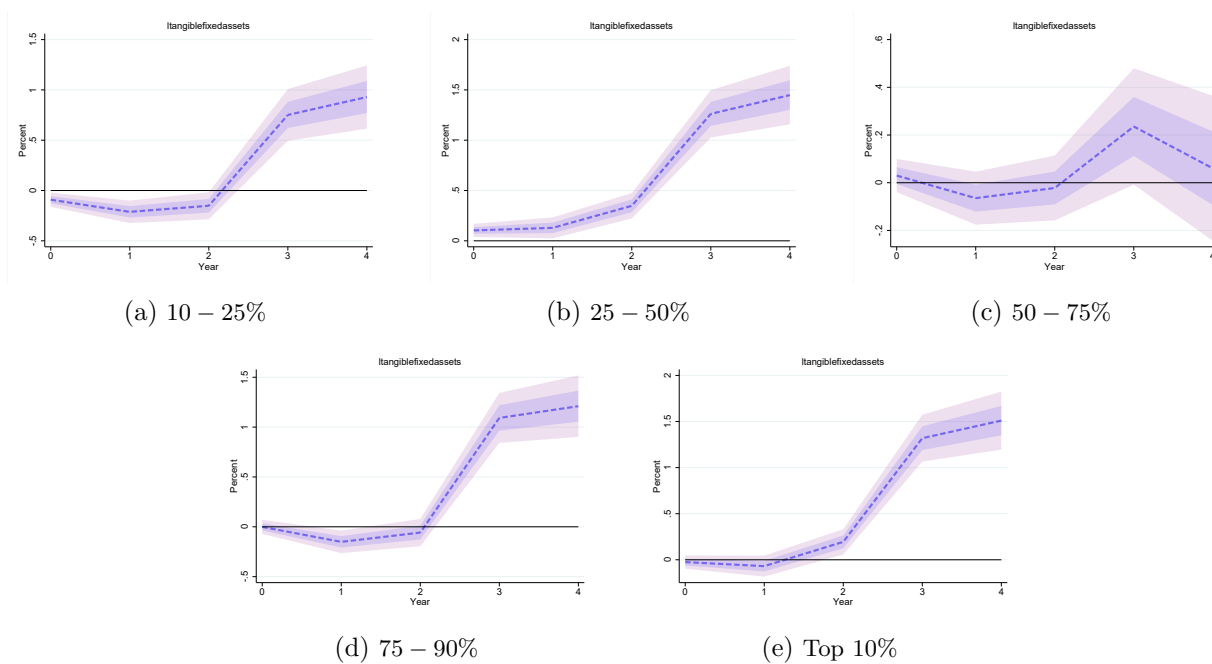 ltangiblefixedassets
1.5
1
.5
0
-.5
Percent
0 1 2 3 4
Year
(a) 10 – 25%
ltangiblefixedassets
2
1.5
1
.5
0
Percent
0 1 2 3 4
Year
(b) 25 – 50%
ltangiblefixedassets
.6
.4
.2
0
-.2
Percent
0 1 2 3 4
Year
(c) 50 – 75%
ltangiblefixedassets
1.5
1
.5
0
-.5
Percent
0 1 2 3 4
Year
(d) 75 – 90%
ltangiblefixedassets
2
1.5
1
.5
0
Percent
0 1 2 3 4
Year
(e) Top 10%